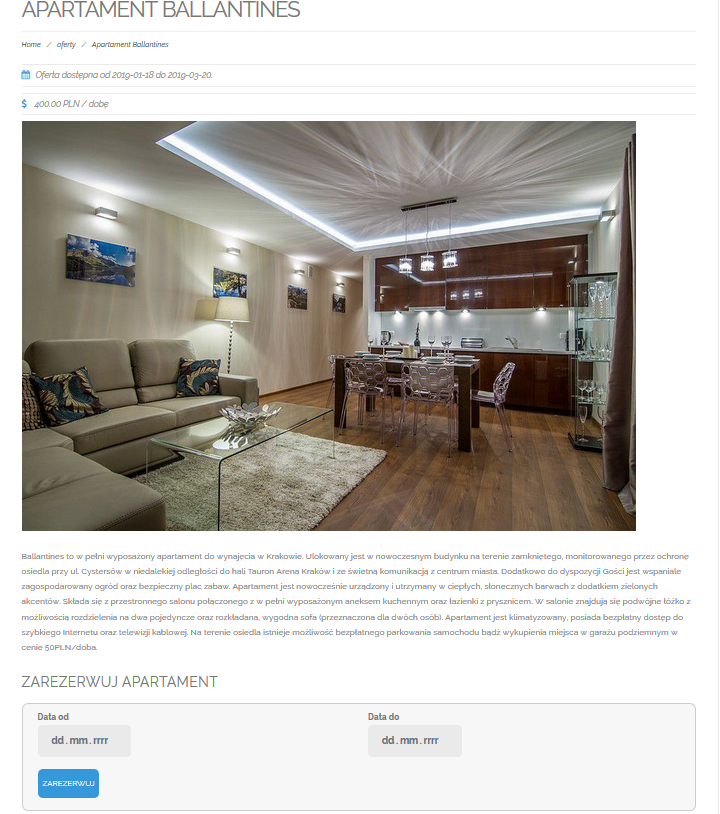 APARTAMENT BALLANTINES
Home / oferty / Apartament Ballantines
Oferta dostępna od 2019-01-18 do 2019-03-20.
$ 400.00 PLN / dobę
Ballantines to w pełni wyposażony apartament do wynajęcia w Krakowie. Ulokowany jest w nowoczesnym budynku na terenie zamkniętego, monitorowanego przez ochronę
osiedla przy ul. Cystersów w niedalekiej odległości do hali Tauron Arena Kraków i ze świetną komunikacją z centrum miasta. Dodatkowo do dyspozycji Gości jest wspaniale
zagospodarowany ogród oraz bezpieczny plac zabaw. Apartament jest nowocześnie urządzony i utrzymany w ciepłych, słonecznych barwach z dodatkiem zielonych
akcentów. Składa się z przestronnego salonu połączonego z w pełni wyposażonym aneksem kuchennym oraz łazienki z prysznicem. W salonie znajdują się podwójne łóżko z
możliwością rozdzielenia na dwa pojedyncze oraz rozkładana, wygodna sofa (przeznaczona dla dwóch osób). Apartament jest klimatyzowany, posiada bezpłatny dostęp do
szybkiego Internetu oraz telewizji kablowej. Na terenie osiedla istnieje możliwość bezpłatnego parkowania samochodu bądź wykupienia miejsca w garażu podziemnym w
cenie 50PLN/doba.
ZAREZERWUJ APARTAMENT
Data od Data do
dd.mm.rrrr dd.mm.rrrr
ZAREZERWUJ